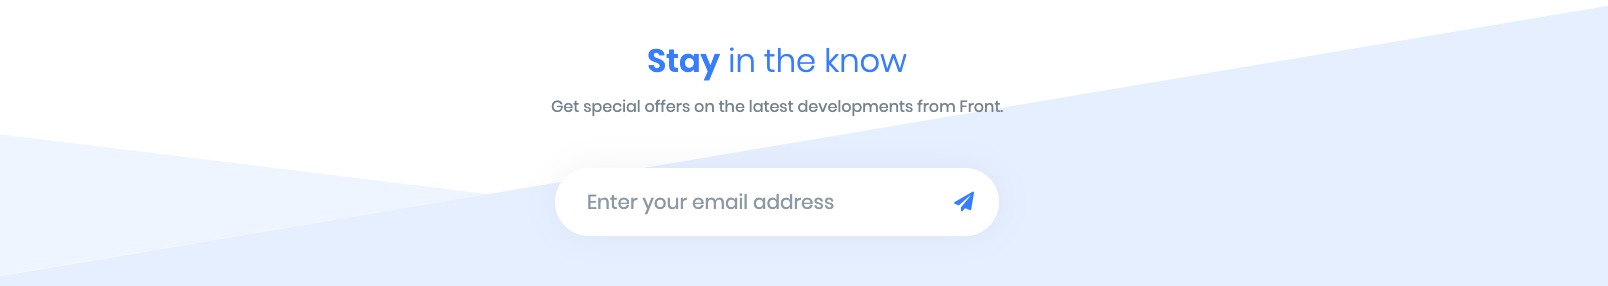 Stay in the know
Get special offers on the latest developments from Front.
Enter your email address